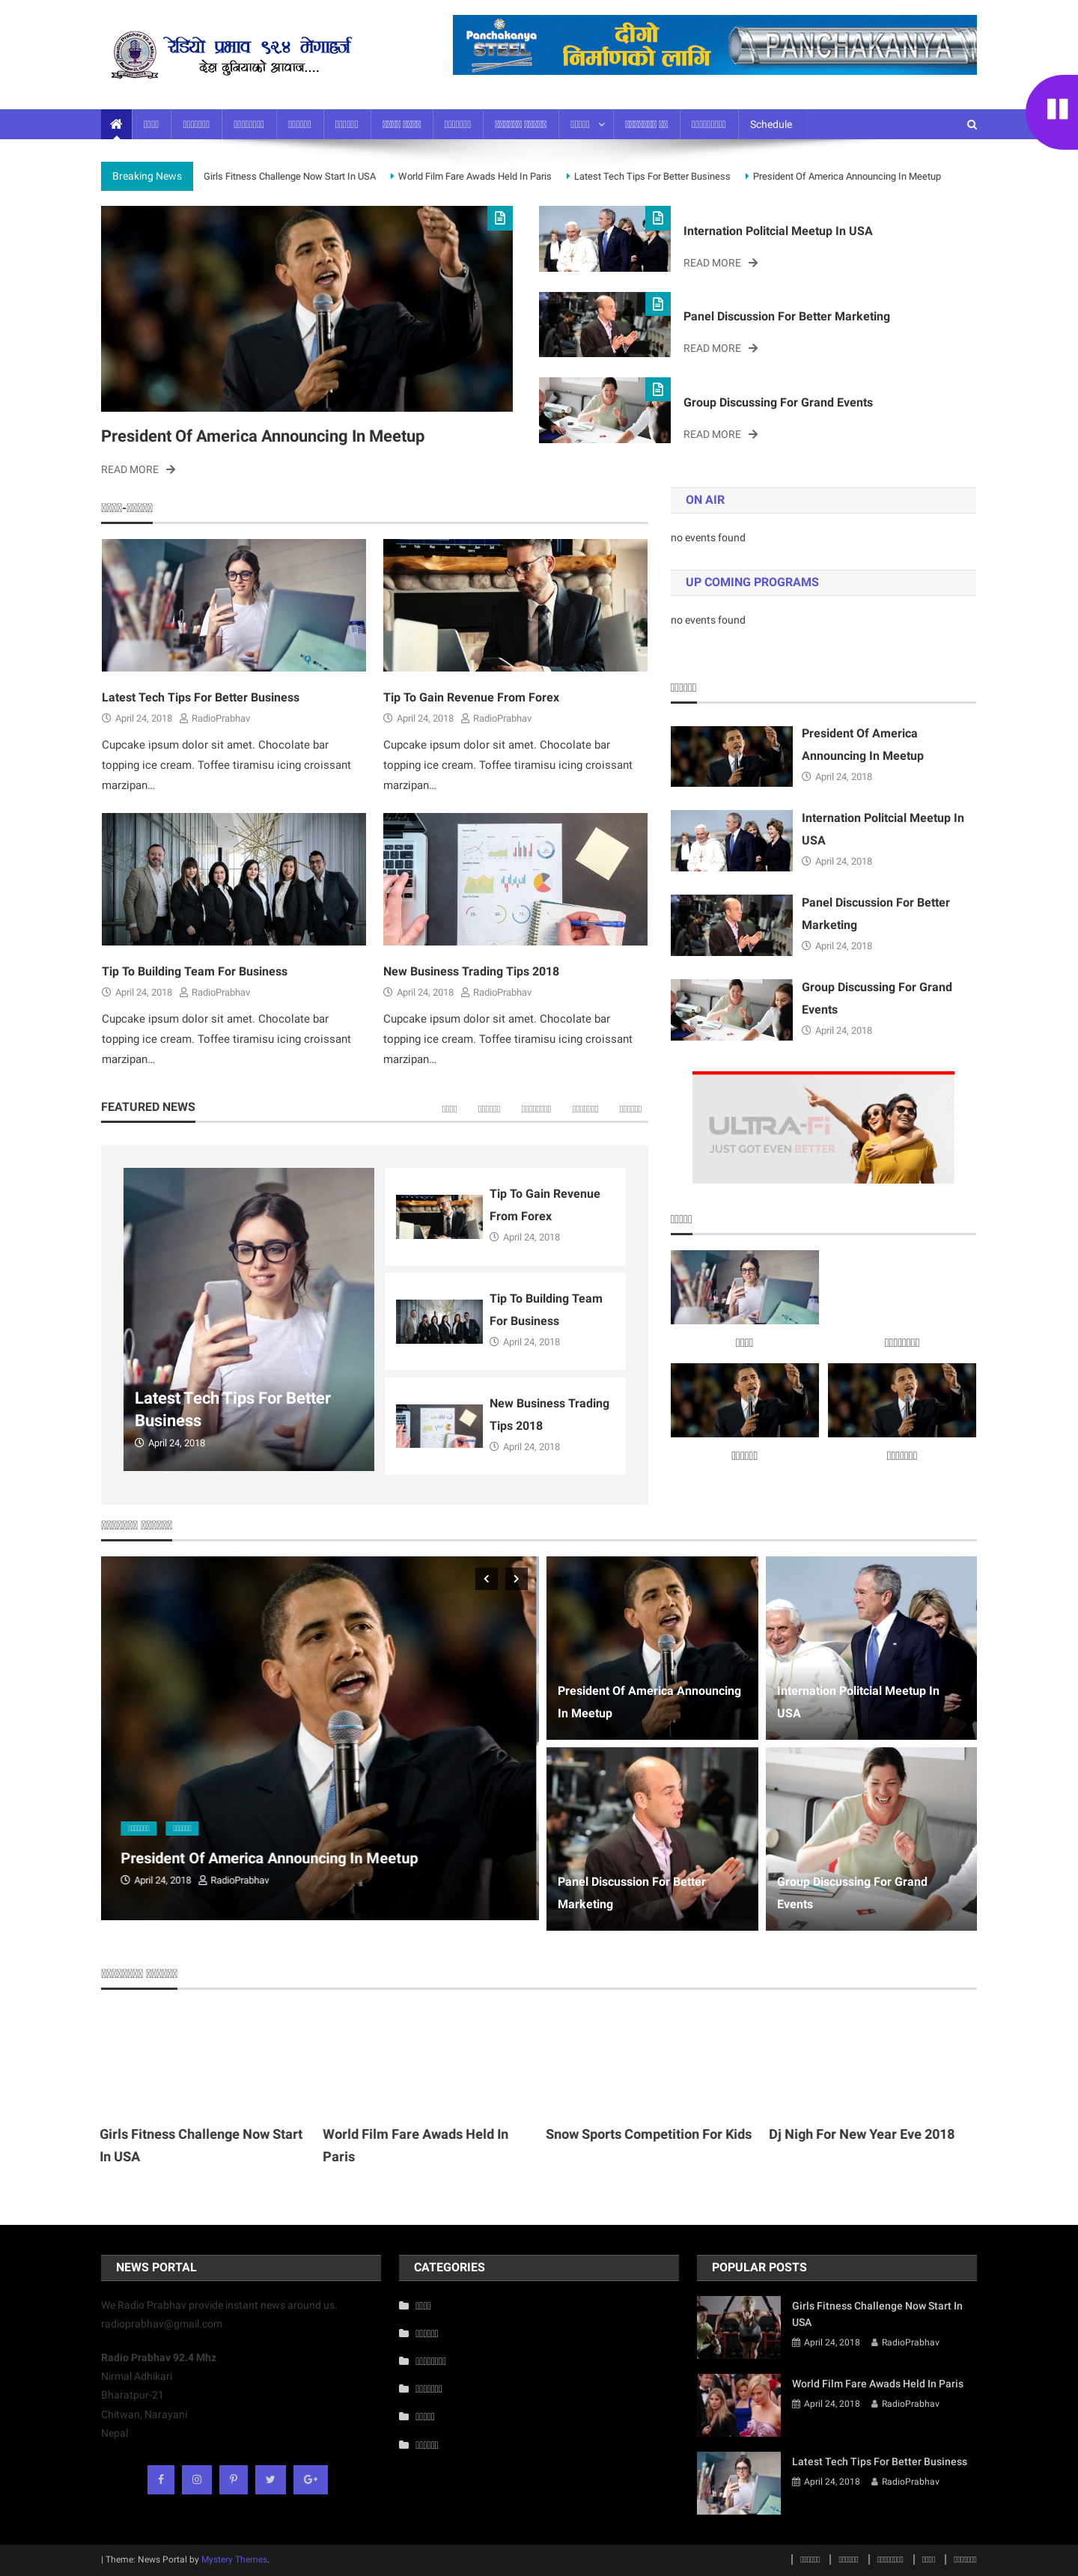 रेडियो प्रभाव ९२.४ मेगाहर्ज
देश दुनियाको आवाज....
Panchakanya
STEEL
दीगो
निर्माणको लागि
PANCHAKANYA
Schedule
Breaking News
Girls Fitness Challenge Now Start In USA
World Film Fare Awads Held In Paris
Latest Tech Tips For Better Business
President Of America Announcing In Meetup
President Of America Announcing In Meetup
READ MORE
Internation Politcial Meetup In USA
READ MORE
Panel Discussion For Better Marketing
READ MORE
Group Discussing For Grand Events
READ MORE
Latest Tech Tips For Better Business
April 24, 2018 RadioPrabhav
Cupcake ipsum dolor sit amet. Chocolate bar
topping ice cream. Toffee tiramisu icing croissant
marzipan…
Tip To Gain Revenue From Forex
April 24, 2018 RadioPrabhav
Cupcake ipsum dolor sit amet. Chocolate bar
topping ice cream. Toffee tiramisu icing croissant
marzipan…
Tip To Building Team For Business
April 24, 2018 RadioPrabhav
Cupcake ipsum dolor sit amet. Chocolate bar
topping ice cream. Toffee tiramisu icing croissant
marzipan…
New Business Trading Tips 2018
April 24, 2018 RadioPrabhav
Cupcake ipsum dolor sit amet. Chocolate bar
topping ice cream. Toffee tiramisu icing croissant
marzipan…
ON AIR
no events found
UP COMING PROGRAMS
no events found
President Of America
Announcing In Meetup
April 24, 2018
Internation Politcial Meetup In
USA
April 24, 2018
Panel Discussion For Better
Marketing
April 24, 2018
Group Discussing For Grand
Events
April 24, 2018
ULTRA-FI
JUST GOT EVEN BETTER
FEATURED NEWS
Latest Tech Tips For Better
Business
April 24, 2018
Tip To Gain Revenue
From Forex
April 24, 2018
Tip To Building Team
For Business
April 24, 2018
New Business Trading
Tips 2018
April 24, 2018
President Of America Announcing In Meetup
April 24, 2018 RadioPrabhav
President Of America Announcing
In Meetup
Internation Politcial Meetup In
USA
Panel Discussion For Better
Marketing
Group Discussing For Grand
Events
Girls Fitness Challenge Now Start
In USA
World Film Fare Awads Held In
Paris
Snow Sports Competition For Kids
Dj Nigh For New Year Eve 2018
NEWS PORTAL
We Radio Prabhav provide instant news around us.
radioprabhav@gmail.com
Radio Prabhav 92.4 Mhz
Nirmal Adhikari
Bharatpur-21
Chitwan, Narayani
Nepal
CATEGORIES
POPULAR POSTS
Girls Fitness Challenge Now Start In
USA
April 24, 2018 RadioPrabhav
World Film Fare Awads Held In Paris
April 24, 2018 RadioPrabhav
Latest Tech Tips For Better Business
April 24, 2018 RadioPrabhav
| Theme: News Portal by Mystery Themes.